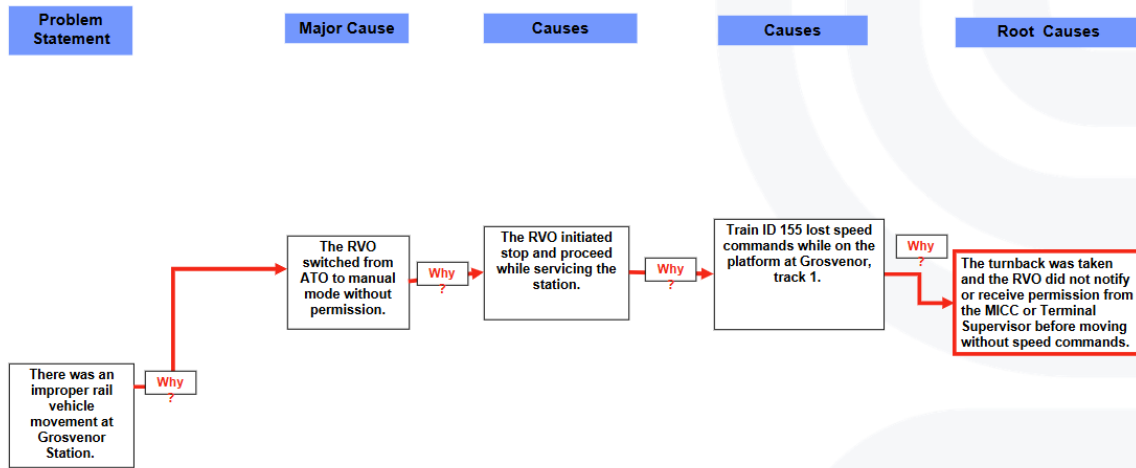 Problem
Statement
Major Cause
Causes
Causes
Root Causes
There was an
improper rail
vehicle
movement at
Grosvenor
Station.
Why
?
The RVO
switched from
ATO to manual
mode without
permission.
Why
?
The RVO initiated
stop and proceed
while servicing the
station.
Why
?
Train ID 155 lost speed
commands while on the
platform at Grosvenor,
track 1.
Why
?
The turnback was taken
and the RVO did not notify
or receive permission from
the MICC or Terminal
Supervisor before moving
without speed commands.